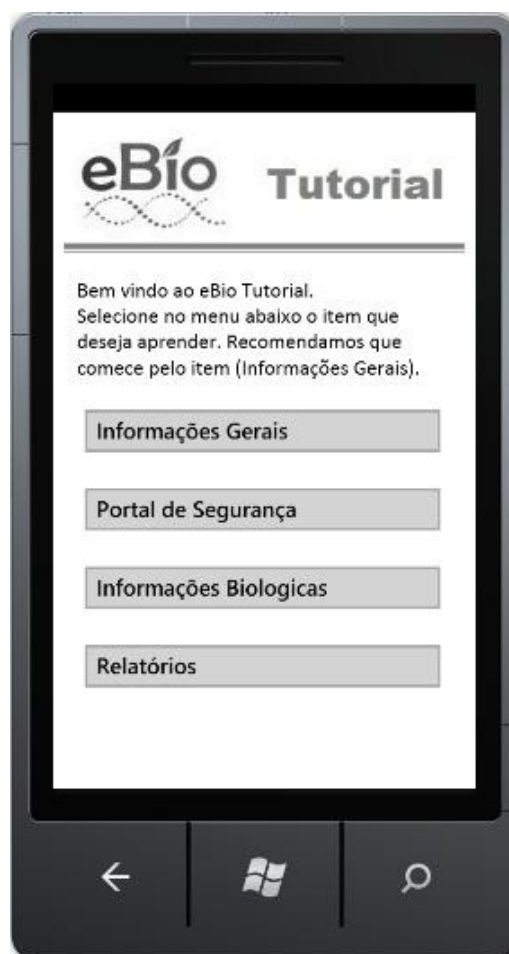 eBio Tutorial
Bem vindo ao eBio Tutorial.
Selecione no menu abaixo o item que
deseja aprender. Recomendamos que
comece pelo item (Informações Gerais).
Informações Gerais
Portal de Segurança
Informações Biologicas
Relatórios